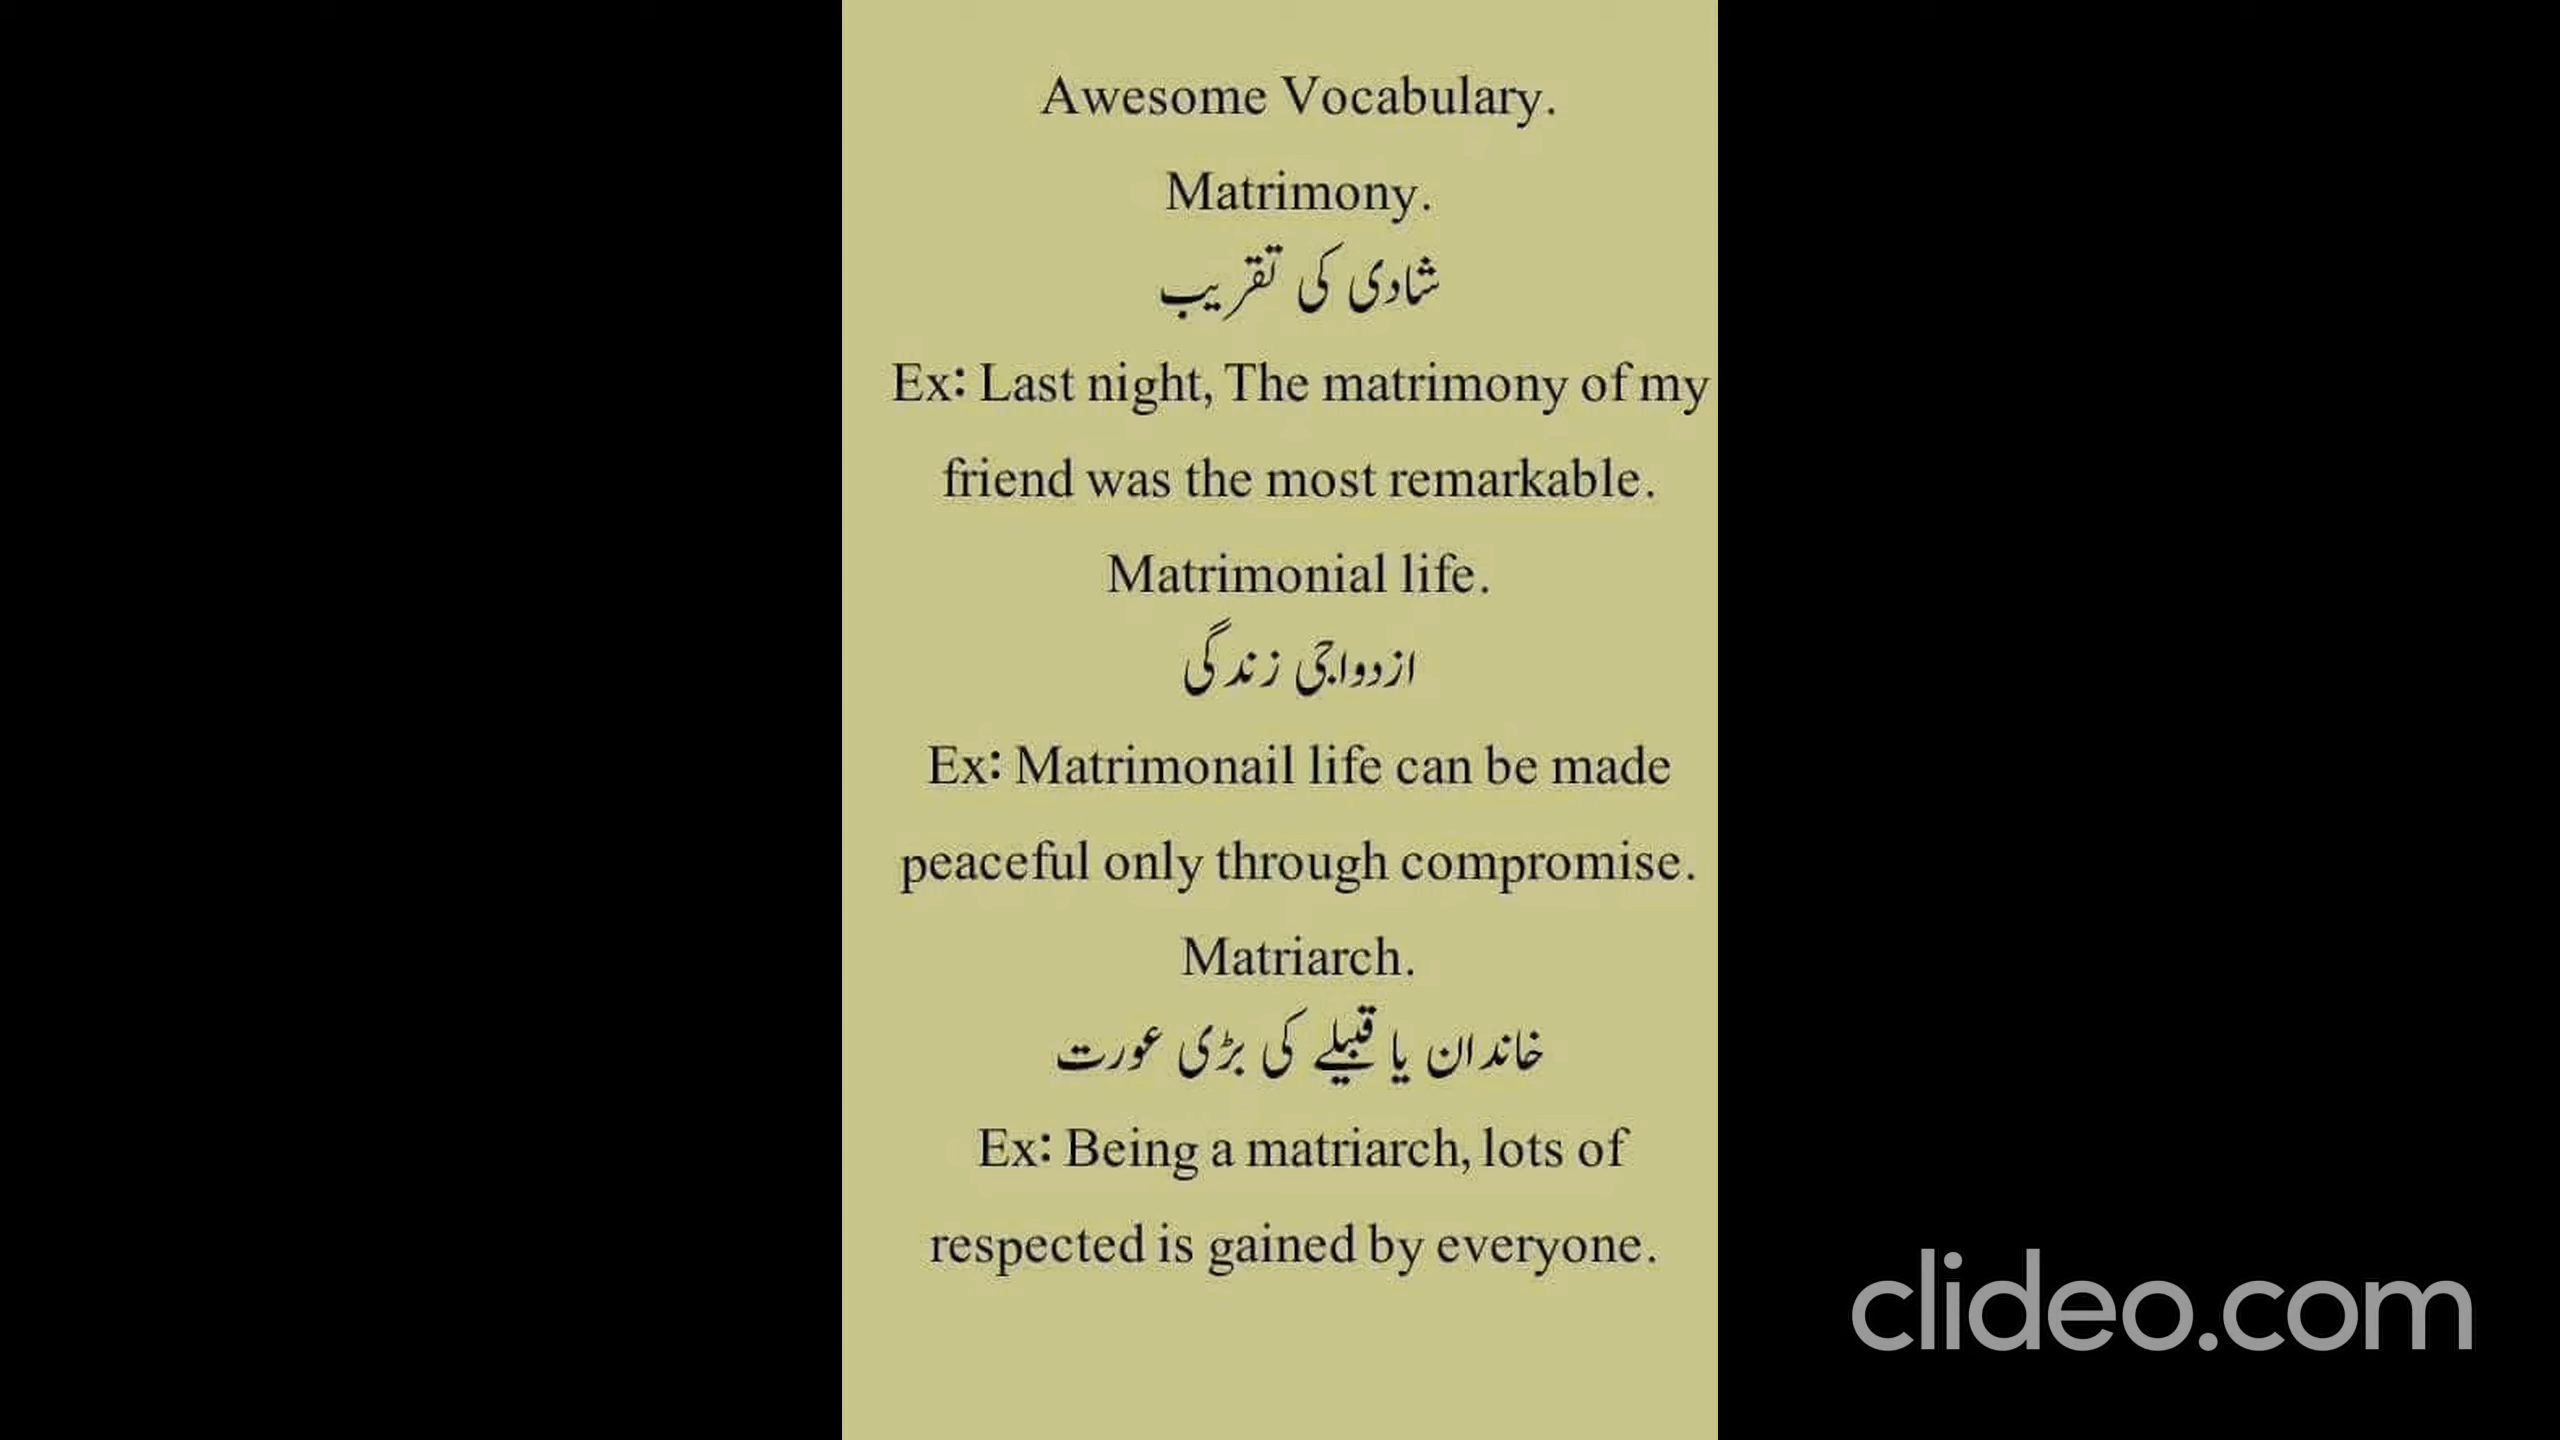 Awesome Vocabulary.
Matrimony.
شادی کی تقریب
Ex: Last night, The matrimony of my
friend was the most remarkable.
Matrimonial life.
ازدواجی زندگی
Ex: Matrimonail life can be made
peaceful only through compromise.
Matriarch.
خاندان یا قبیلے کی بڑی عورت
Ex: Being a matriarch, lots of
respected is gained by everyone.
clideo.com